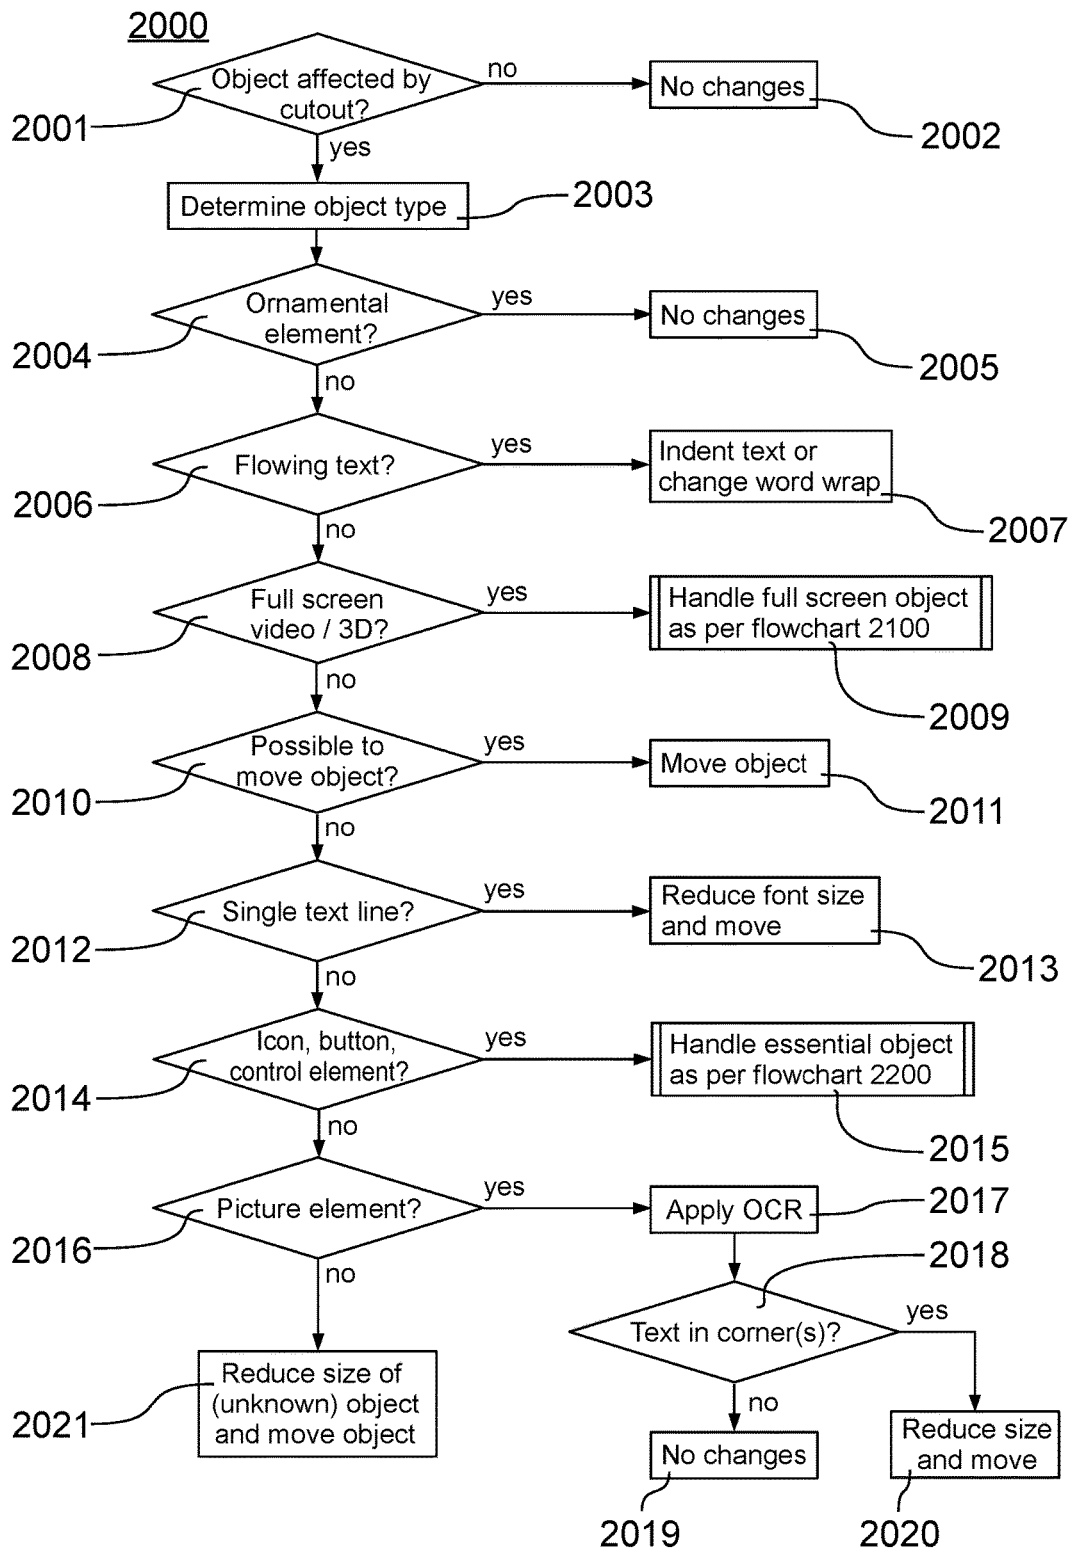 2000
Object affected by
cutout?
no
No changes
2001
2002
yes
Determine object type
2003
Ornamental
element?
yes
No changes
2004
2005
no
Flowing text?
yes
Indent text or
change word wrap
2006
2007
no
Full screen
video / 3D?
yes
Handle full screen object
as per flowchart 2100
2008
2009
no
Possible to
move object?
yes
Move object
2010
2011
no
Single text line?
yes
Reduce font size
and move
2012
2013
no
Icon, button,
control element?
yes
Handle essential object
as per flowchart 2200
2014
2015
no
Picture element?
yes
Apply OCR
2017
2016
2018
no
Text in corner(s)?
yes
Reduce size of
(unknown) object
and move object
2021
no
No changes
Reduce size
and move
2019
2020